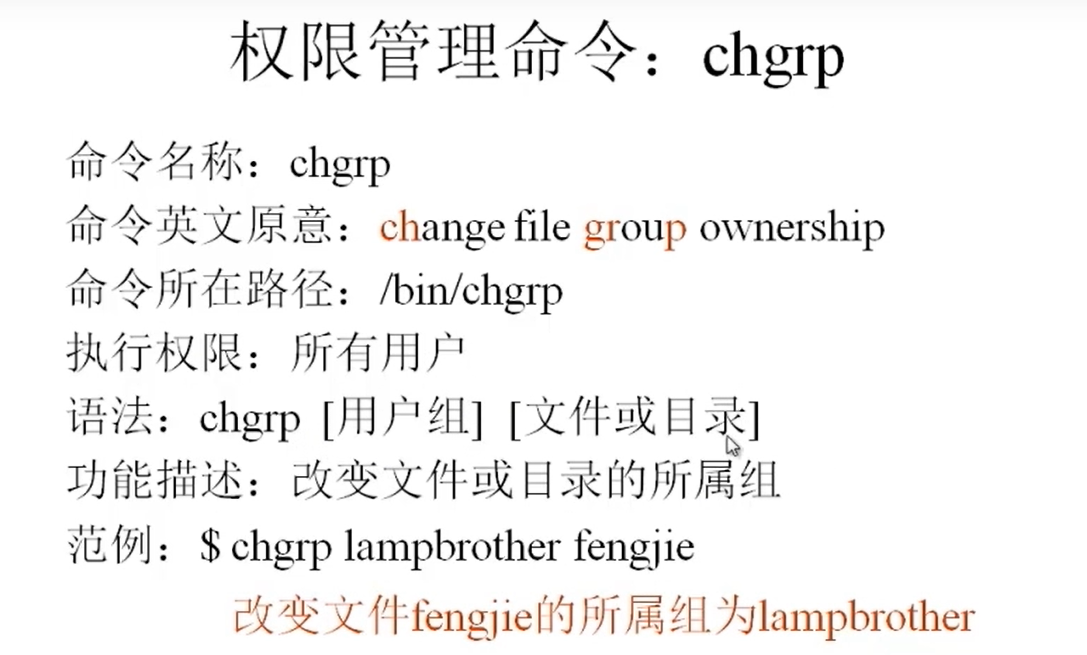 权限管理命令：chgrp
命令名称：chgrp
命令英文原意：change file group ownership
命令所在路径：/bin/chgrp
执行权限：所有用户
语法：chgrp [用户组] [文件或目录]
功能描述：改变文件或目录的所属组
范例：$ chgrp lampbrother fengjie
改变文件fengjie的所属组为lampbrother